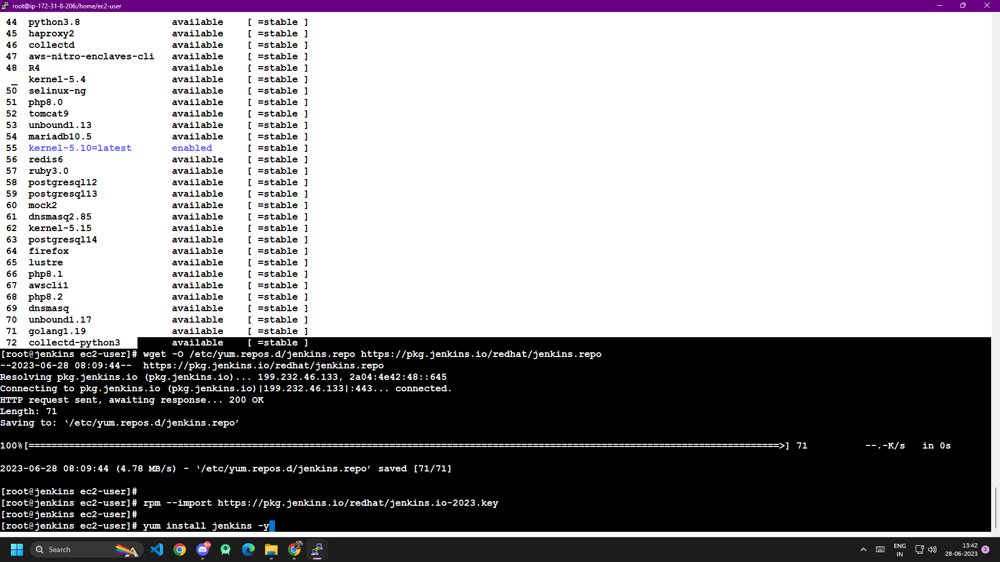 root@ip-172-31-8-206:/home/ec2-user
44 python3.8 available [ =stable ]
45 haproxy2 available [ =stable ]
46 collectd available [ =stable ]
47 aws-nitro-enclaves-cli available [ =stable ]
48 R4 available [ =stable ]
_ kernel-5.4 available [ =stable ]
50 selinux-ng available [ =stable ]
51 php8.0 available [ =stable ]
52 tomcat9 available [ =stable ]
53 unbound1.13 available [ =stable ]
54 mariadb10.5 available [ =stable ]
55 kernel-5.10=latest enabled [ =stable ]
56 redis6 available [ =stable ]
57 ruby3.0 available [ =stable ]
58 postgresql12 available [ =stable ]
59 postgresql13 available [ =stable ]
60 mock2 available [ =stable ]
61 dnsmasq2.85 available [ =stable ]
62 kernel-5.15 available [ =stable ]
63 postgresql14 available [ =stable ]
64 firefox available [ =stable ]
65 lustre available [ =stable ]
66 php8.1 available [ =stable ]
67 awscli1 available [ =stable ]
68 php8.2 available [ =stable ]
69 dnsmasq available [ =stable ]
70 unbound1.17 available [ =stable ]
71 golang1.19 available [ =stable ]
72 collectd-python3 available [ =stable ]
[root@jenkins ec2-user]# wget -O /etc/yum.repos.d/jenkins.repo https://pkg.jenkins.io/redhat/jenkins.repo
--2023-06-28 08:09:44--  https://pkg.jenkins.io/redhat/jenkins.repo
Resolving pkg.jenkins.io (pkg.jenkins.io)... 199.232.46.133, 2a04:4e42:48::645
Connecting to pkg.jenkins.io (pkg.jenkins.io)|199.232.46.133|:443... connected.
HTTP request sent, awaiting response... 200 OK
Length: 71
Saving to: ‘/etc/yum.repos.d/jenkins.repo’
100%[===================================================================================================================================>] 71 --.-K/s in 0s
2023-06-28 08:09:44 (4.78 MB/s) - ‘/etc/yum.repos.d/jenkins.repo’ saved [71/71]
[root@jenkins ec2-user]#
[root@jenkins ec2-user]# rpm --import https://pkg.jenkins.io/redhat/jenkins.io-2023.key
[root@jenkins ec2-user]#
[root@jenkins ec2-user]# yum install jenkins -y
Search
9+
ENG
IN
13:42
28-06-2023
3